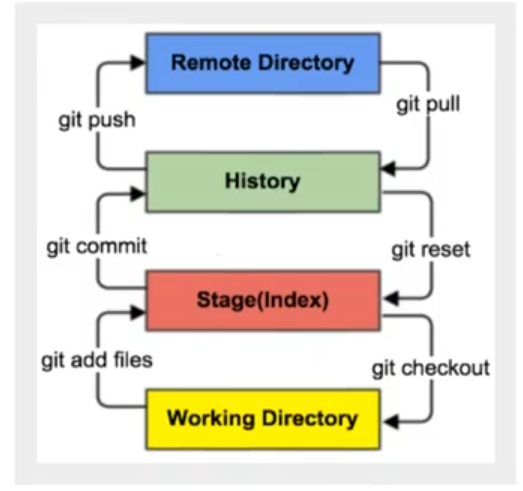 Remote Directory
git push
git pull
History
git commit
git reset
Stage(Index)
git add files
git checkout
Working Directory